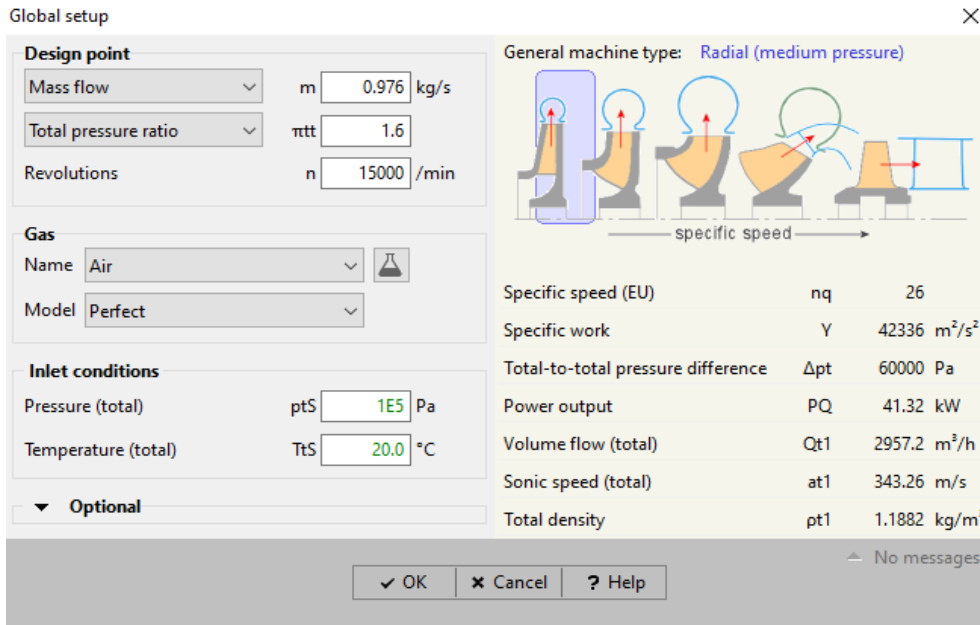 Global setup
Design point
Mass flow m 0.976 kg/s
Total pressure ratio πtt 1.6
Revolutions n 15000 /min
Gas
Name Air
Model Perfect
Inlet conditions
Pressure (total) ptS 1E5 Pa
Temperature (total) TtS 20.0 °C
Optional
General machine type: Radial (medium pressure)
specific speed
Specific speed (EU) nq 26
Specific work Y 42336 m²/s²
Total-to-total pressure difference Δpt 60000 Pa
Power output PQ 41.32 kW
Volume flow (total) Qt1 2957.2 m³/h
Sonic speed (total) at1 343.26 m/s
Total density ρt1 1.1882 kg/m³
No messages
OK Cancel ? Help